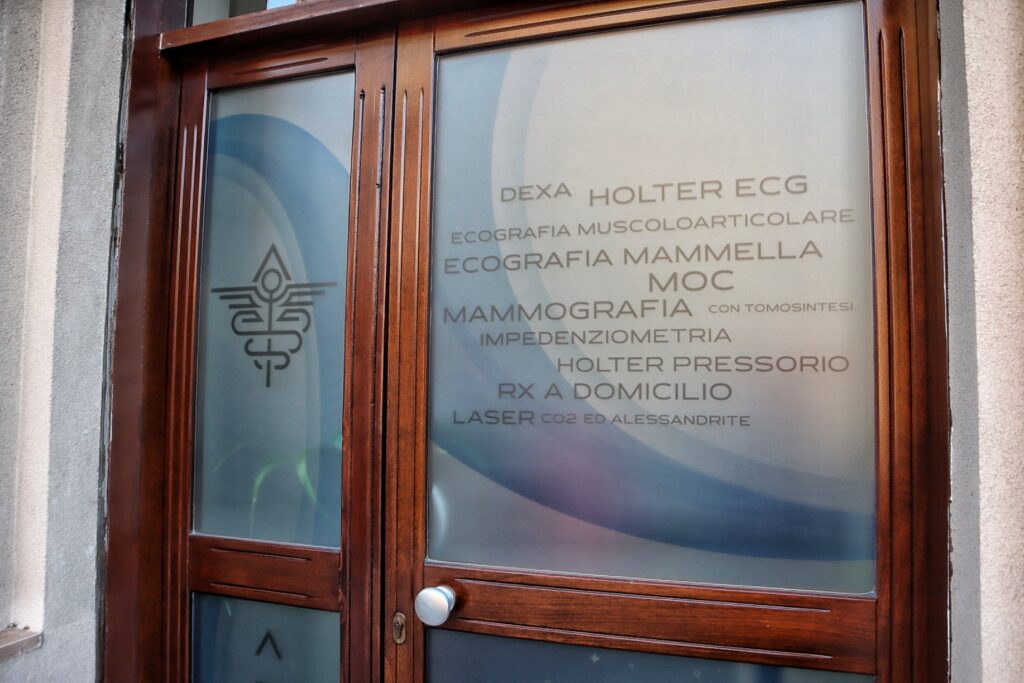 DEXA HOLTER ECG
ECOGRAFIA MUSCOLOARTICOLARE
ECOGRAFIA MAMMELLA
MOC
MAMMOGRAFIA CON TOMOSINTESI
IMPEDENZIOMETRIA
HOLTER PRESSORIO
RX A DOMICILIO
LASER CO2 ED ALESSANDRITE